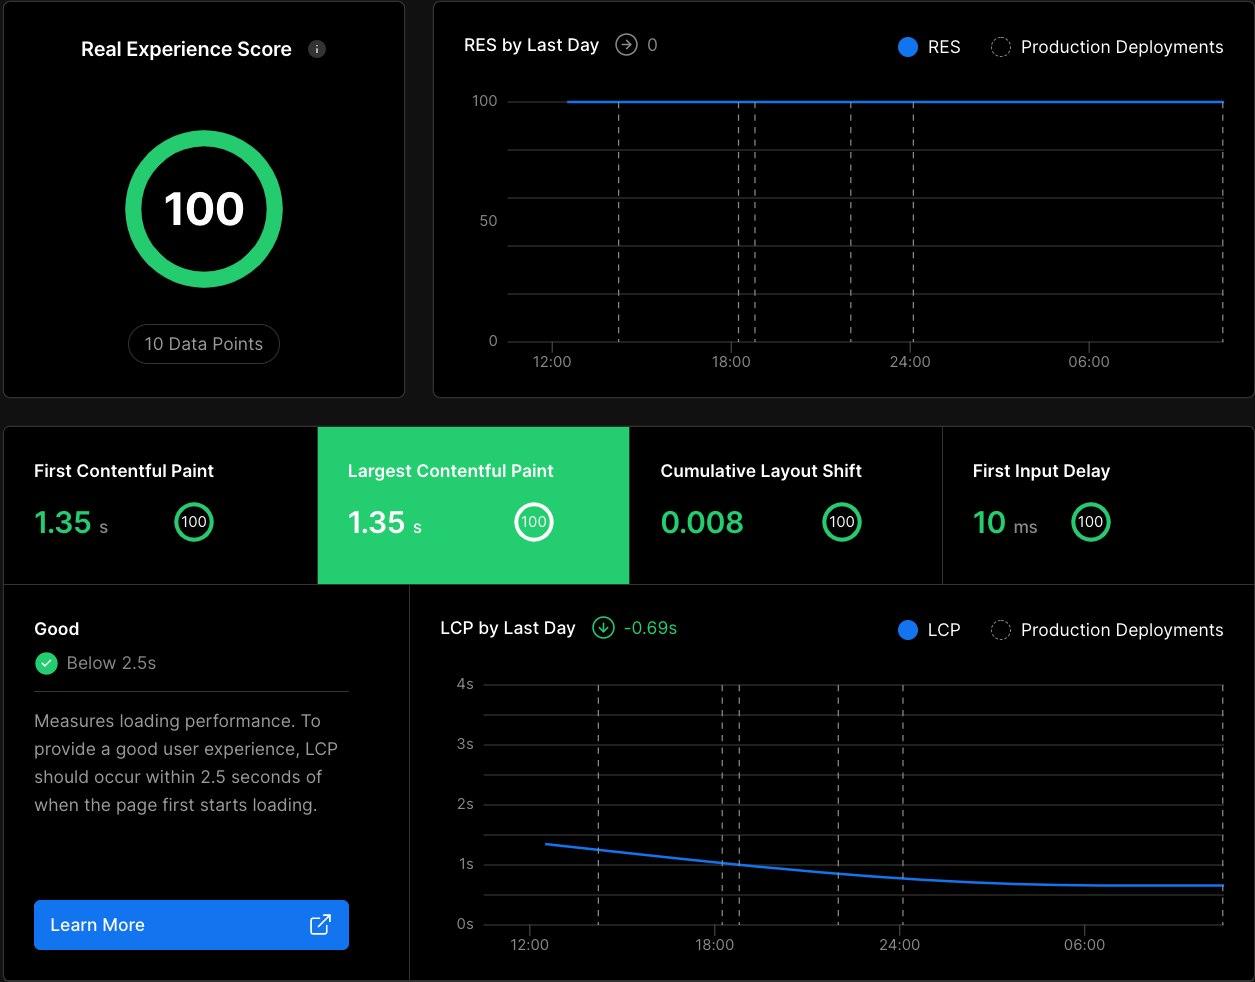 Real Experience Score
100
10 Data Points
RES by Last Day 0
RES Production Deployments
100
50
0
12:00 18:00 24:00 06:00
First Contentful Paint
1.35 s 100
Largest Contentful Paint
1.35 s 100
Cumulative Layout Shift
0.008 100
First Input Delay
10 ms 100
Good
Below 2.5s
Measures loading performance. To
provide a good user experience, LCP
should occur within 2.5 seconds of
when the page first starts loading.
Learn More
LCP by Last Day -0.69s
LCP Production Deployments
4s
3s
2s
1s
0s
12:00 18:00 24:00 06:00